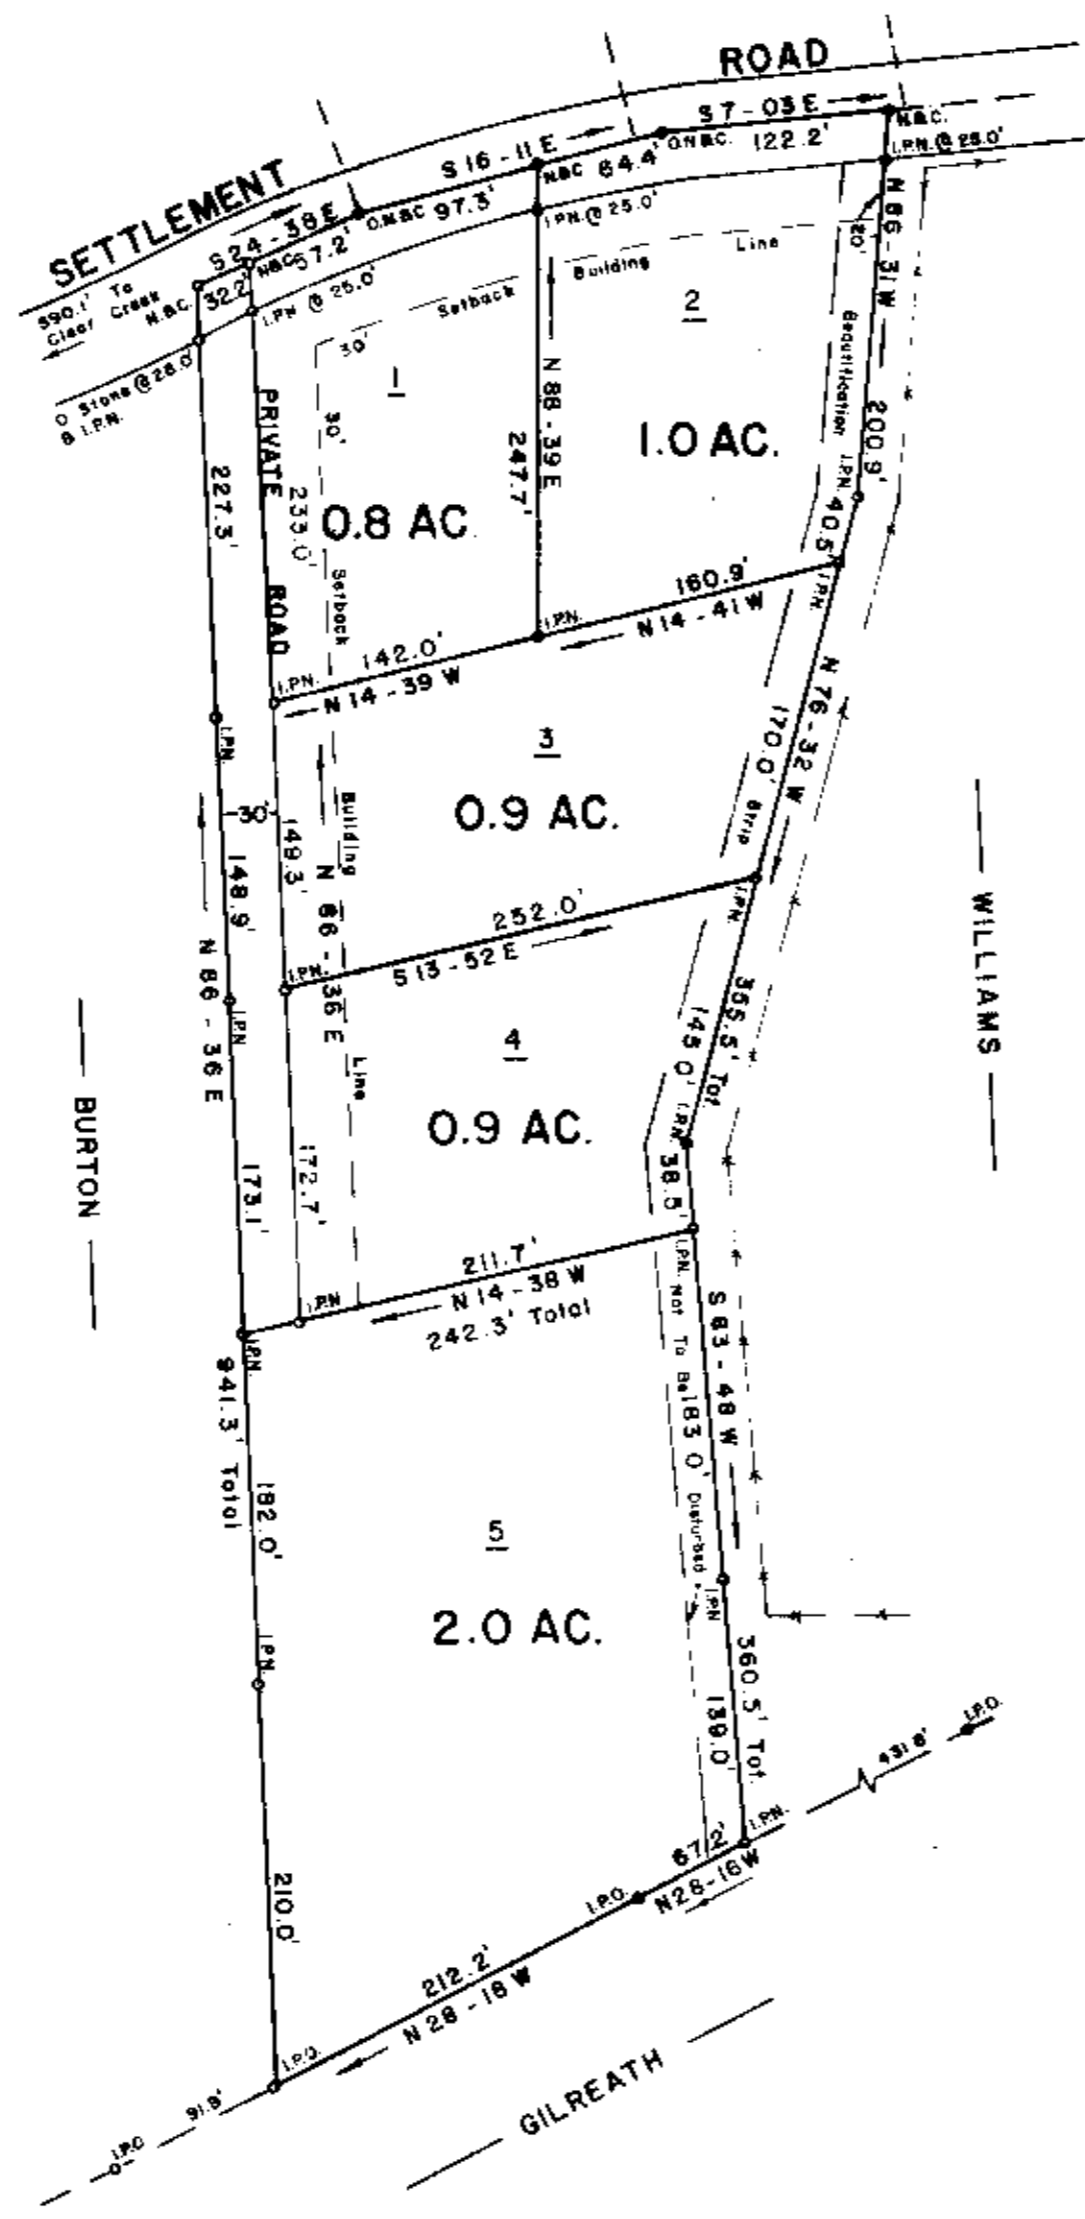 SETTLEMENT ROAD
S 7 - 03 E
122.2'
N.&C.
I.P.N. @ 28.0'
S 16 - 11 E
O.N.&C. 97.3'
N&C 64.4'
O.N.&C.
I.P.N. @ 25.0'
S 24 - 38 E
N&C 57.2'
32.2'
N.&C.
590.1' To
Clear Creek
I.P.N @ 25.0'
O Stone @ 28.0'
& I.P.N.
Building Line
Setback
30'
30'
1
0.8 AC.
2
1.0 AC.
N 88 - 39 E
247.7'
20'
Beautification
N 86 - 31 W
200.9'
I.P.N.
40.5'
I.P.N.
PRIVATE
ROAD
233.0'
227.3'
Setback
160.9'
I.P.N.
N 14 - 41 W
142.0'
I.P.N.
N 14 - 39 W
I.P.N.
3
0.9 AC.
N 76 - 32 W
170.0'
Strip
30'
149.3'
Building
N 86 - 36 E
148.9'
N 86 - 36 E
252.0'
S 13 - 52 E
I.P.N.
I.P.N.
I.P.N.
WILLIAMS
BURTON
4
0.9 AC.
Line
355.5' Tot.
145.0'
I.P.N.
38.5'
172.7'
173.1'
211.7'
N 14 - 38 W
242.3' Total
I.P.N
I.P.N.
I.P.N.
Not To Be
Disturbed
S 83 - 48 W
183.0'
941.3' Total
182.0'
5
2.0 AC.
I.P.N
I.P.N.
360.5' Tot.
139.0'
I.P.O.
431.8'
I.P.N.
67.2'
N 28 - 18 W
I.P.O.
210.0'
212.2'
N 28 - 18 W
I.P.O.
91.9'
I.P.O
GILREATH